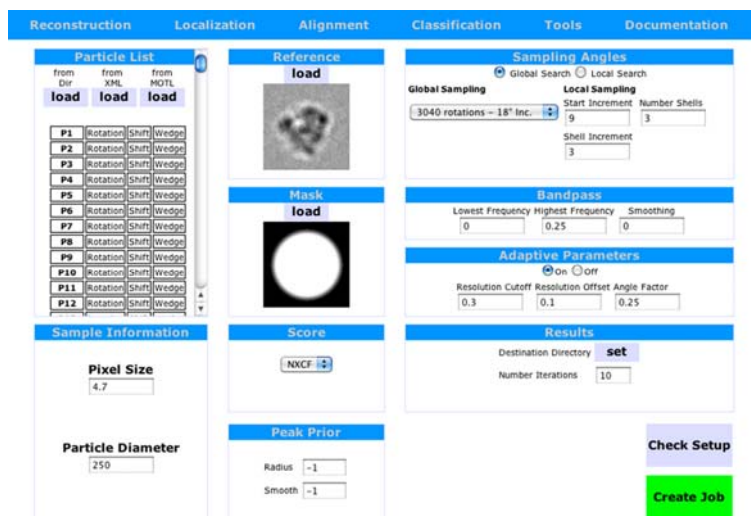 Reconstruction Localization Alignment Classification Tools Documentation
Particle List
from Dir from XML from MOTL
load load load
P1 Rotation Shift Wedge
P2 Rotation Shift Wedge
P3 Rotation Shift Wedge
P4 Rotation Shift Wedge
P5 Rotation Shift Wedge
P6 Rotation Shift Wedge
P7 Rotation Shift Wedge
P8 Rotation Shift Wedge
P9 Rotation Shift Wedge
P10 Rotation Shift Wedge
P11 Rotation Shift Wedge
P12 Rotation Shift Wedge
Sample Information
Pixel Size
4.7
Particle Diameter
250
Reference
load
Mask
load
Score
NXCF
Peak Prior
Radius -1
Smooth -1
Sampling Angles
Global Search Local Search
Global Sampling
3040 rotations - 18° Inc.
Local Sampling
Start Increment Number Shells
9 3
Shell Increment
3
Bandpass
Lowest Frequency Highest Frequency Smoothing
0 0.25 0
Adaptive Parameters
On Off
Resolution Cutoff Resolution Offset Angle Factor
0.3 0.1 0.25
Results
Destination Directory set
Number Iterations 10
Check Setup
Create Job